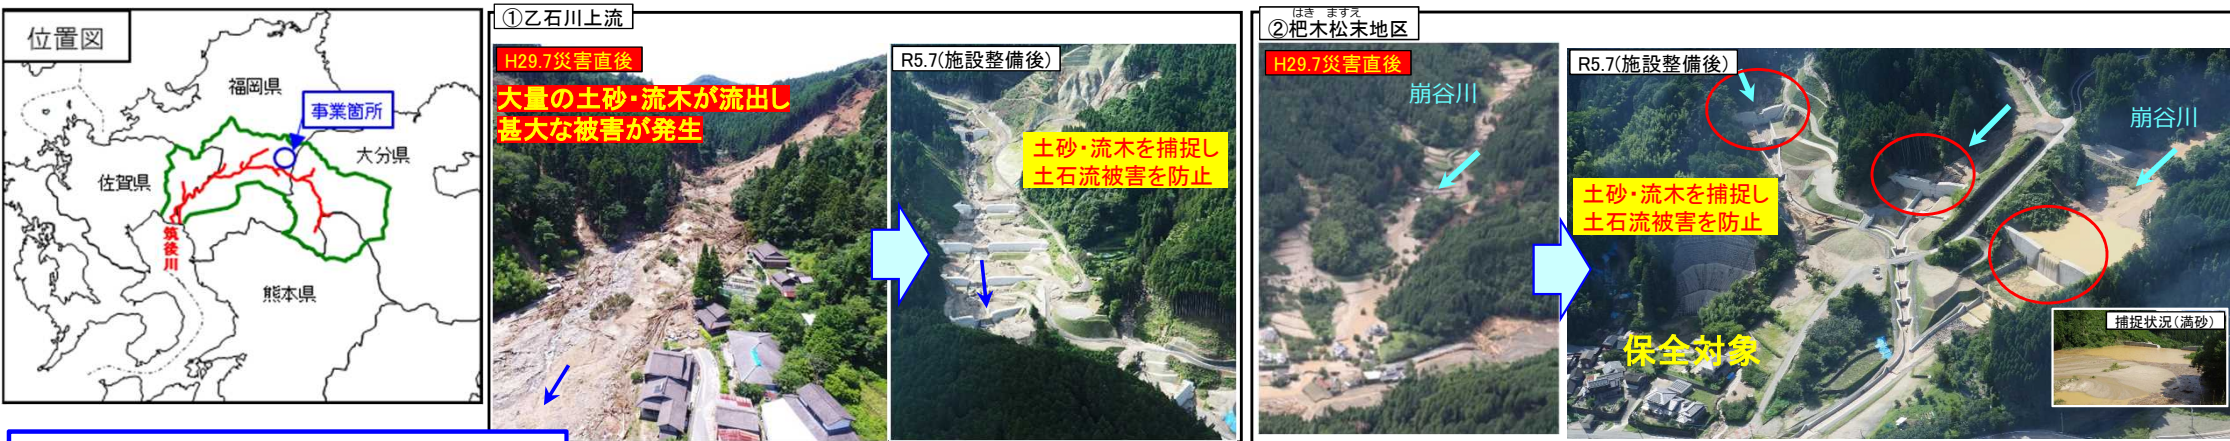 位置図
福岡県
事業箇所
大分県
佐賀県
筑後川
熊本県
①乙石川上流
H29.7災害直後
大量の土砂・流木が流出し
甚大な被害が発生
R5.7(施設整備後)
土砂・流木を捕捉し
土石流被害を防止
はき ますえ
②杷木松末地区
H29.7災害直後
崩谷川
R5.7(施設整備後)
崩谷川
土砂・流木を捕捉し
土石流被害を防止
保全対象
捕捉状況(満砂)